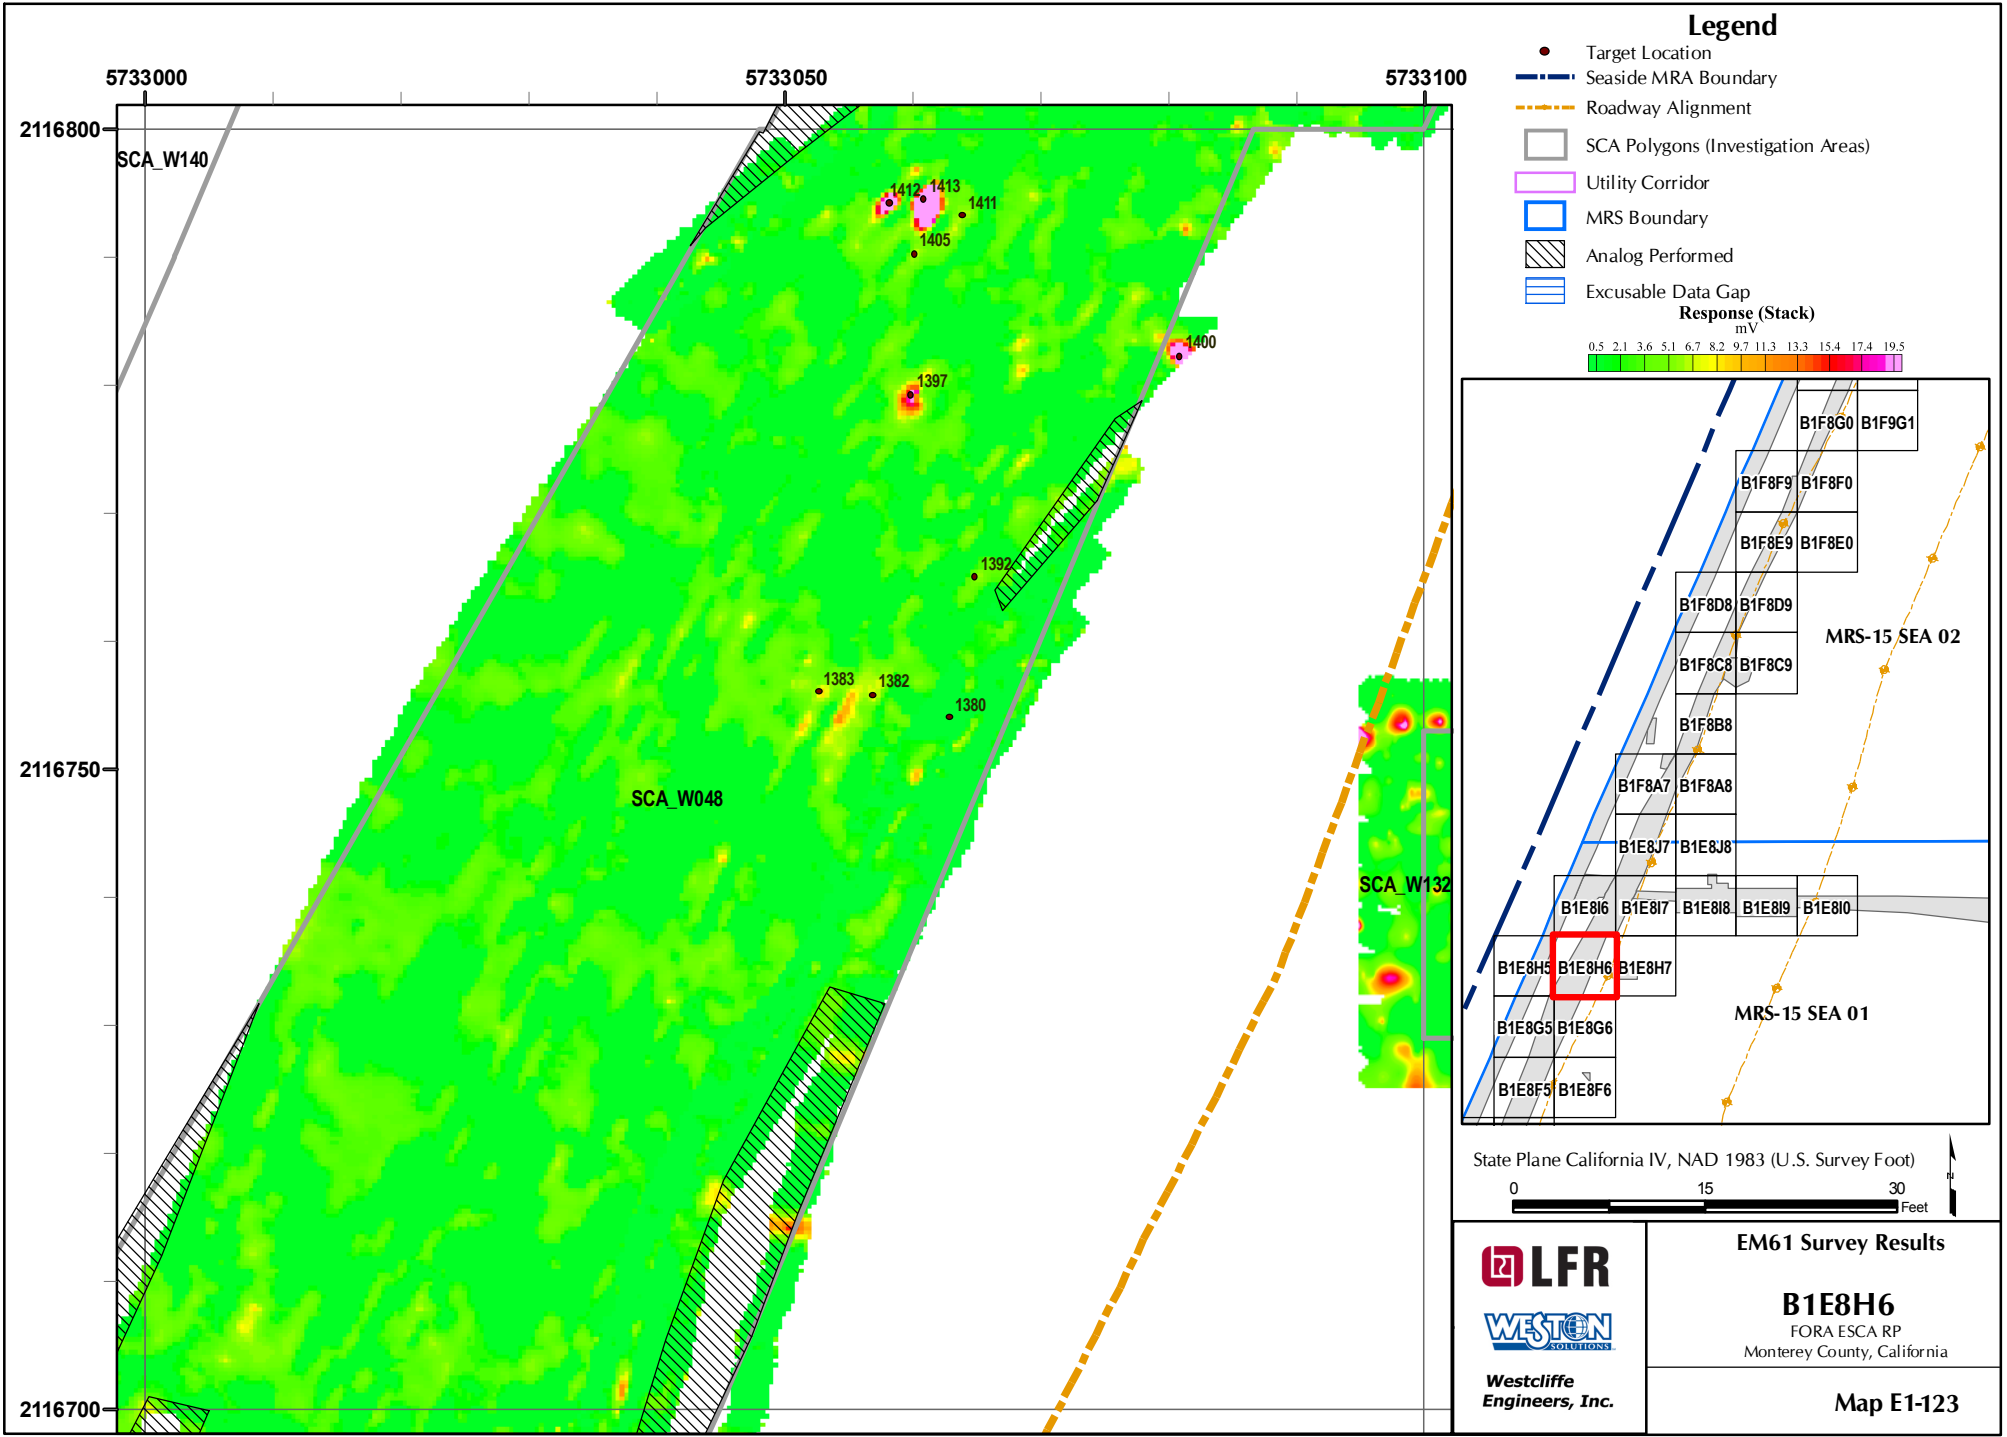 5733000
5733050
5733100
2116800
2116750
2116700
SCA_W140
1412
1413
1411
1405
1400
1397
1392
1383
1382
1380
SCA_W048
SCA_W132
Legend
Target Location
Seaside MRA Boundary
Roadway Alignment
SCA Polygons (Investigation Areas)
Utility Corridor
MRS Boundary
Analog Performed
Excusable Data Gap
Response (Stack)
mV
0.5 2.1 3.6 5.1 6.7 8.2 9.7 11.3 13.3 15.4 17.4 19.5
B1F8G0 B1F9G1
B1F8F9 B1F8F0
B1F8E9 B1F8E0
B1F8D8 B1F8D9
MRS-15 SEA 02
B1F8C8 B1F8C9
B1F8B8
B1F8A7 B1F8A8
B1E8J7 B1E8J8
B1E8I6 B1E8I7 B1E8I8 B1E8I9 B1E8I0
B1E8H5 B1E8H6 B1E8H7
MRS-15 SEA 01
B1E8G5 B1E8G6
B1E8F5 B1E8F6
State Plane California IV, NAD 1983 (U.S. Survey Foot)
0 15 30
Feet
N
LFR
WESTON
SOLUTIONS
Westcliffe
Engineers, Inc.
EM61 Survey Results
B1E8H6
FORA ESCA RP
Monterey County, California
Map E1-123